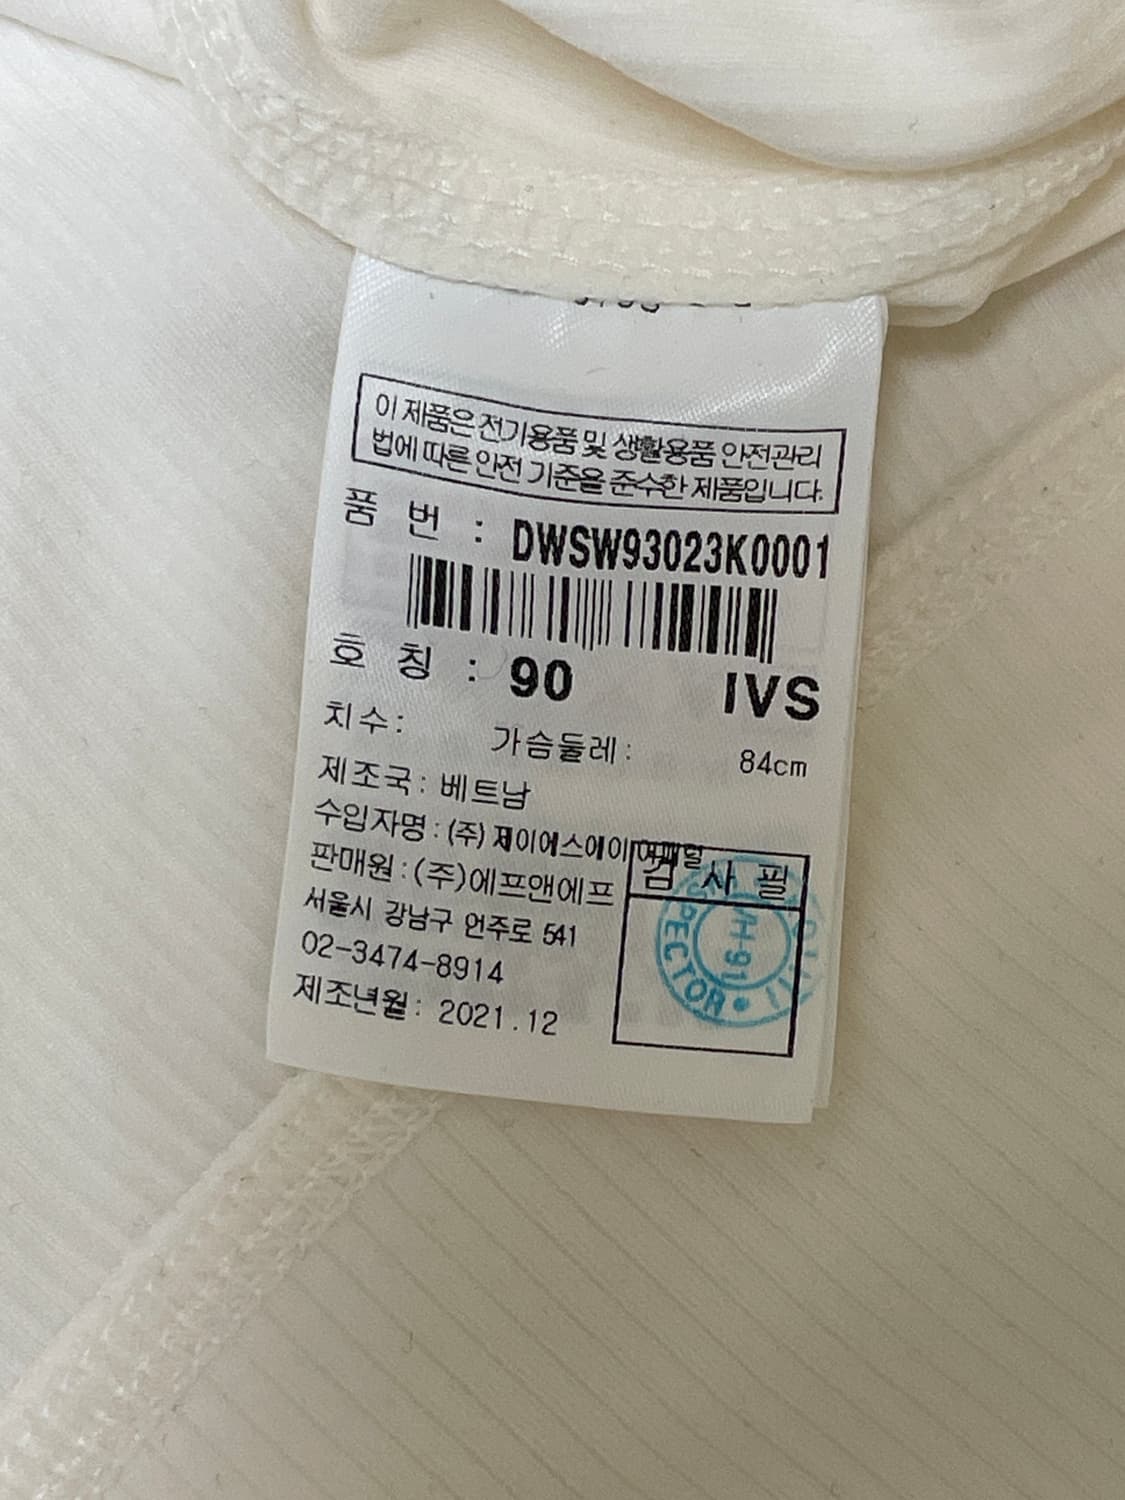 이 제품은 전기용품 및 생활용품 안전관리
법에 따른 안전 기준을 준수한 제품입니다.
품 번 : DWSW93023K0001
호 칭 : 90 IVS
치수: 가슴둘레: 84cm
제조국: 베트남
수입자명: (주) 제이에스에이 어패럴
판매원: (주)에프앤에프
검 사 필
서울시 강남구 언주로 541
02-3474-8914
제조년월: 2021.12
INSPECTOR